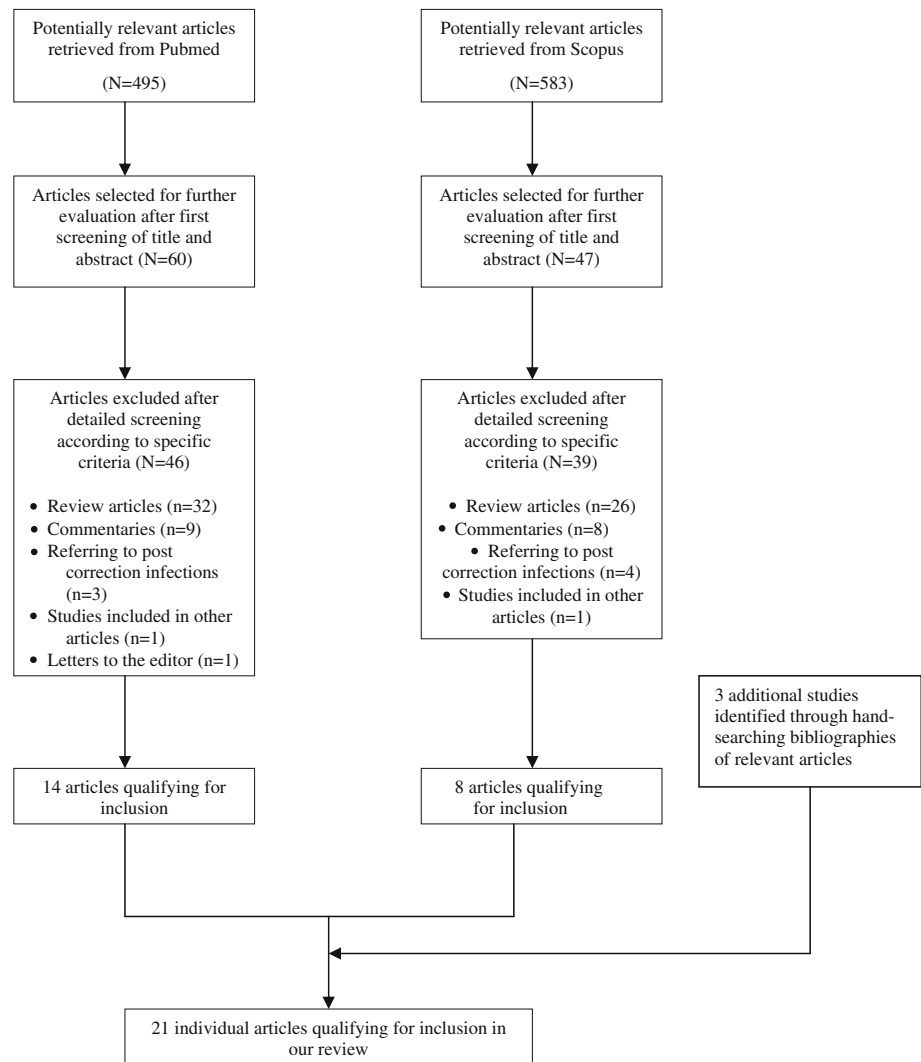 Potentially relevant articles
retrieved from Pubmed
(N=495)
Potentially relevant articles
retrieved from Scopus
(N=583)
Articles selected for further
evaluation after first
screening of title and
abstract (N=60)
Articles selected for further
evaluation after first
screening of title and
abstract (N=47)
Articles excluded after
detailed screening
according to specific
criteria (N=46)
• Review articles (n=32)
• Commentaries (n=9)
• Referring to post
correction infections
(n=3)
• Studies included in other
articles (n=1)
• Letters to the editor (n=1)
Articles excluded after
detailed screening
according to specific
criteria (N=39)
• Review articles (n=26)
• Commentaries (n=8)
• Referring to post
correction infections (n=4)
• Studies included in other
articles (n=1)
3 additional studies
identified through hand-
searching bibliographies
of relevant articles
14 articles qualifying for
inclusion
8 articles qualifying
for inclusion
21 individual articles qualifying for inclusion in
our review